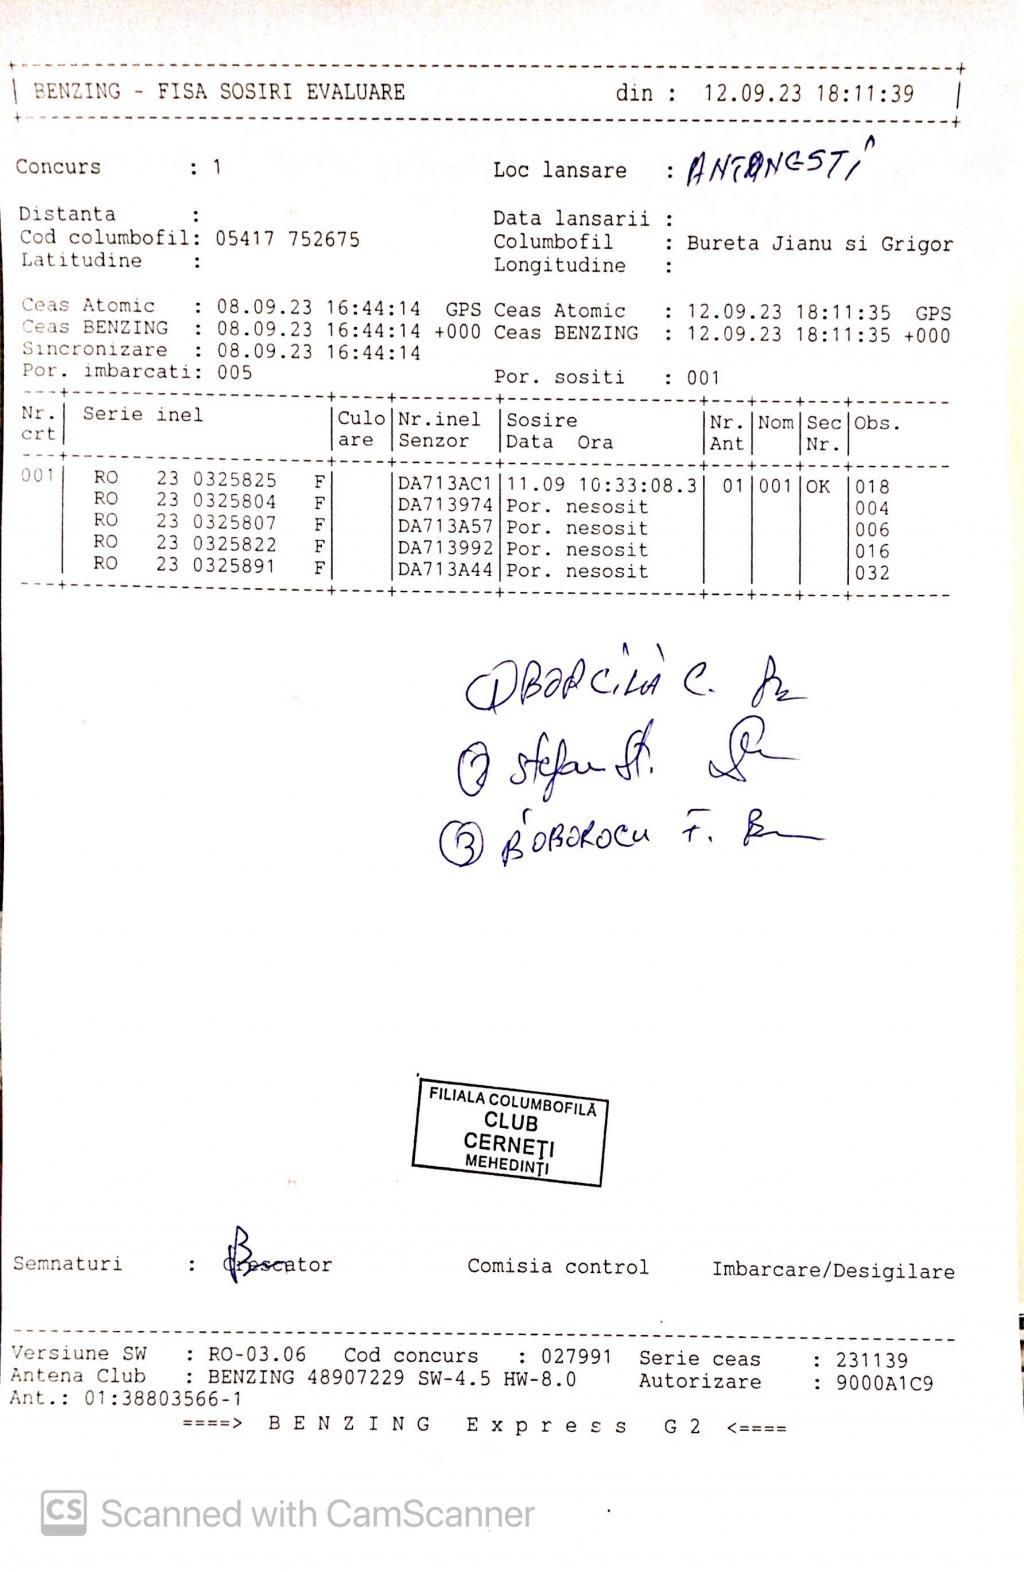 BENZING - FISA SOSIRI EVALUARE din : 12.09.23 18:11:39
Concurs : 1 Loc lansare :
Distanta : Data lansarii :
Cod columbofil: 05417 752675 Columbofil : Bureta Jianu si Grigor
Latitudine : Longitudine :
Ceas Atomic : 08.09.23 16:44:14 GPS Ceas Atomic : 12.09.23 18:11:35 GPS
Ceas BENZING : 08.09.23 16:44:14 +000 Ceas BENZING : 12.09.23 18:11:35 +000
Sincronizare : 08.09.23 16:44:14
Por. imbarcati: 005 Por. sositi : 001
Nr. Serie inel Culo Nr.inel Sosire Nr. Nom Sec Obs.
crt are Senzor Data Ora Ant Nr.
001 RO 23 0325825 F DA713AC1 11.09 10:33:08.3 01 001 OK 018
RO 23 0325804 F DA713974 Por. nesosit 004
RO 23 0325807 F DA713A57 Por. nesosit 006
RO 23 0325822 F DA713992 Por. nesosit 016
RO 23 0325891 F DA713A44 Por. nesosit 032
1 C.
2 Stefan St.
3 BOBOROCU F.
FILIALA COLUMBOFILĂ
CLUB
CERNEȚI
MEHEDINȚI
Semnaturi : Crescator Comisia control Imbarcare/Desigilare
Versiune SW : RO-03.06 Cod concurs : 027991 Serie ceas : 231139
Antena Club : BENZING 48907229 SW-4.5 HW-8.0 Autorizare : 9000A1C9
Ant.: 01:38803566-1
====> B E N Z I N G E x p r e s s G 2 <====
CS Scanned with CamScanner